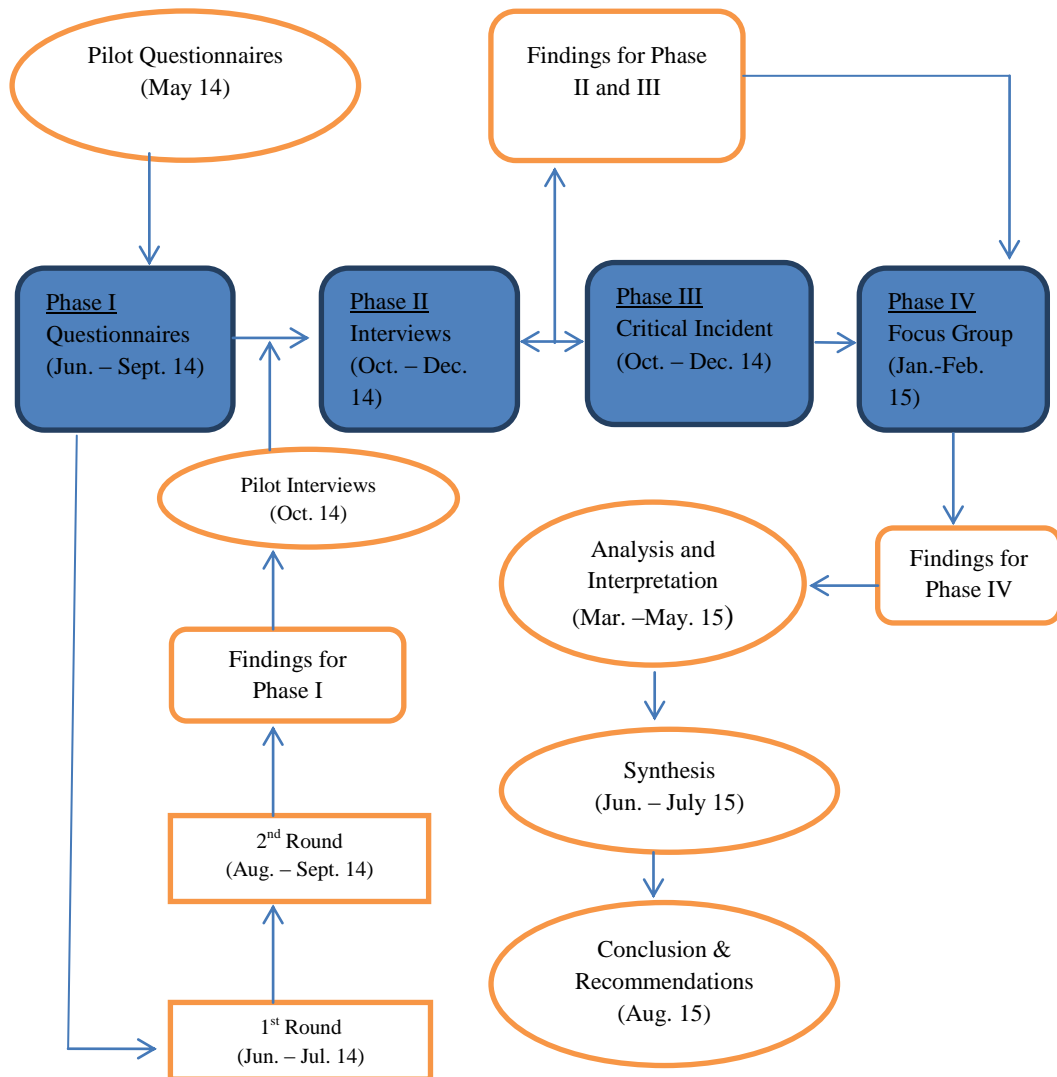 Pilot Questionnaires
(May 14)
Findings for Phase
II and III
Phase I
Questionnaires
(Jun. – Sept. 14)
Phase II
Interviews
(Oct. – Dec.
14)
Phase III
Critical Incident
(Oct. – Dec. 14)
Phase IV
Focus Group
(Jan.-Feb.
15)
Pilot Interviews
(Oct. 14)
Analysis and
Interpretation
(Mar. –May. 15)
Findings for
Phase IV
Findings for
Phase I
Synthesis
(Jun. – July 15)
2nd Round
(Aug. – Sept. 14)
Conclusion &
Recommendations
(Aug. 15)
1st Round
(Jun. – Jul. 14)